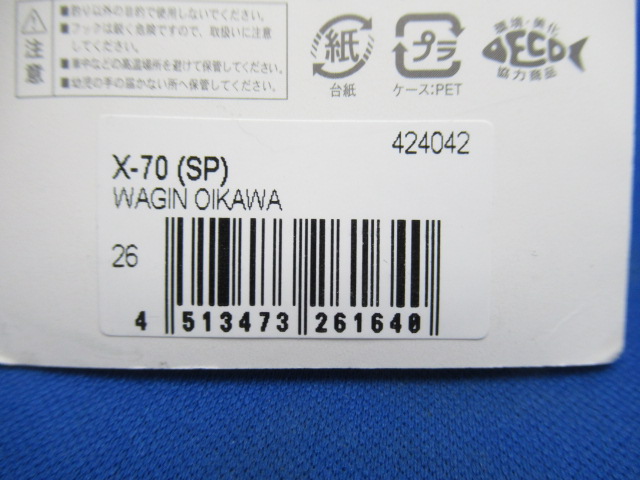 注意
■釣り以外の目的で使用しないでください。
■フックは鋭く危険ですので、取扱いに注意
してください。
■車中などの高温場所を避けて保管してください。
■幼児の手の届かない所へ保管してください。
紙
台紙
プラ
ケース:PET
環境・美化
ECO
協力商品
424042
X-70 (SP)
WAGIN OIKAWA
26
4 513473 261640